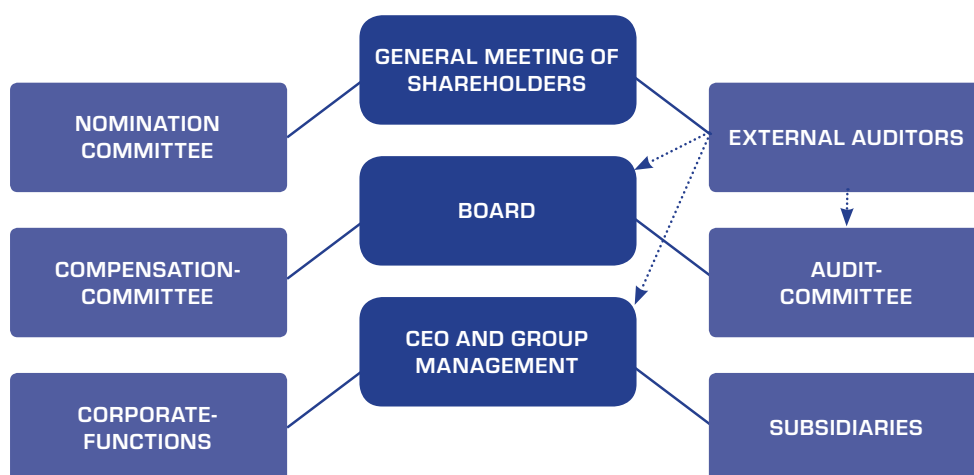 GENERAL MEETING OF
SHAREHOLDERS
NOMINATION
COMMITTEE
EXTERNAL AUDITORS
BOARD
COMPENSATION-
COMMITTEE
AUDIT-
COMMITTEE
CEO AND GROUP
MANAGEMENT
CORPORATE-
FUNCTIONS
SUBSIDIARIES